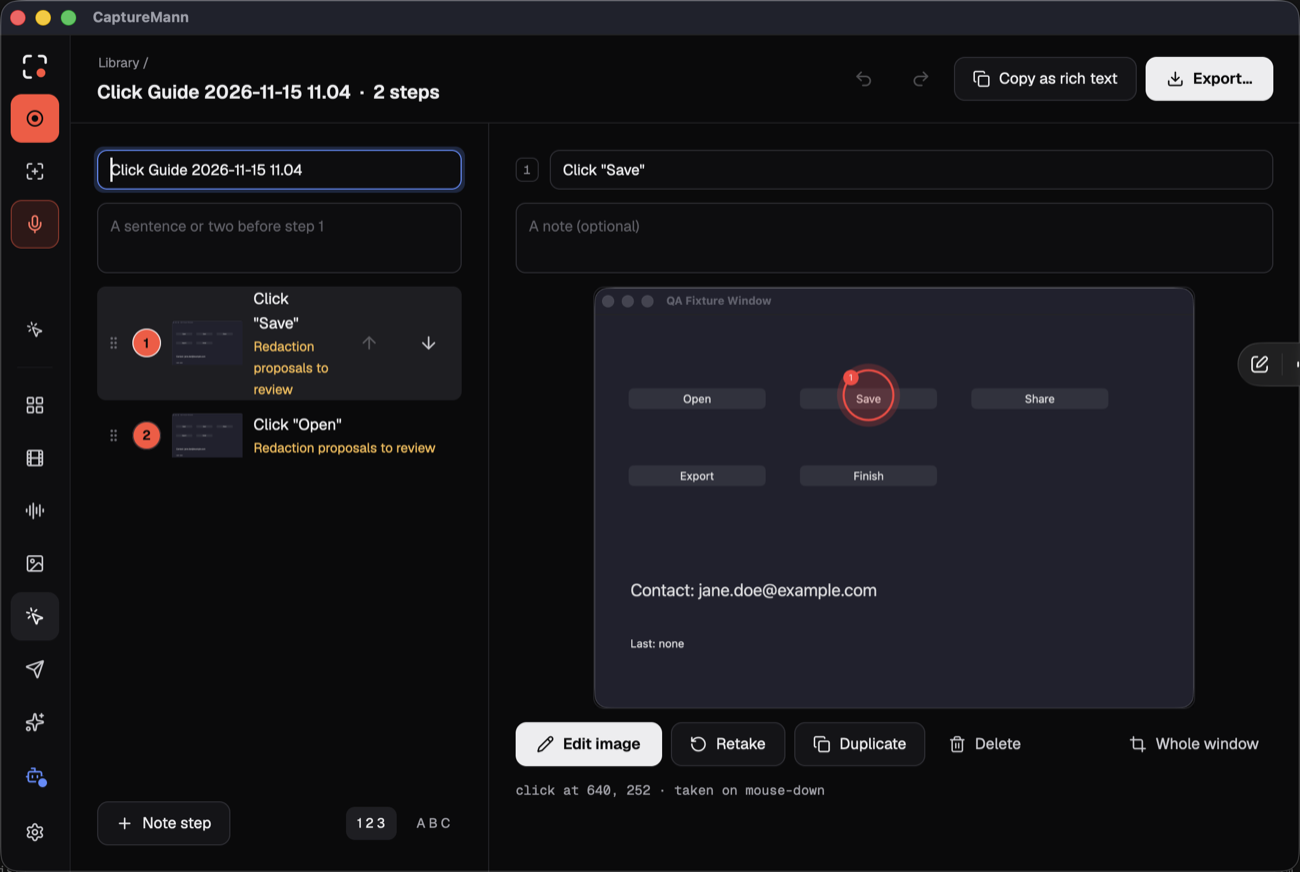 CaptureMann
Library /
Click Guide 2026-11-15 11.04 · 2 steps
Copy as rich text
Export...
Click Guide 2026-11-15 11.04
A sentence or two before step 1
1
Click
"Save"
Redaction
proposals to
review
2
Click "Open"
Redaction proposals to review
Note step
1 2 3
A B C
1
Click "Save"
A note (optional)
QA Fixture Window
1
Open
Save
Share
Export
Finish
Contact: jane.doe@example.com
Last: none
Edit image
Retake
Duplicate
Delete
Whole window
click at 640, 252 · taken on mouse-down